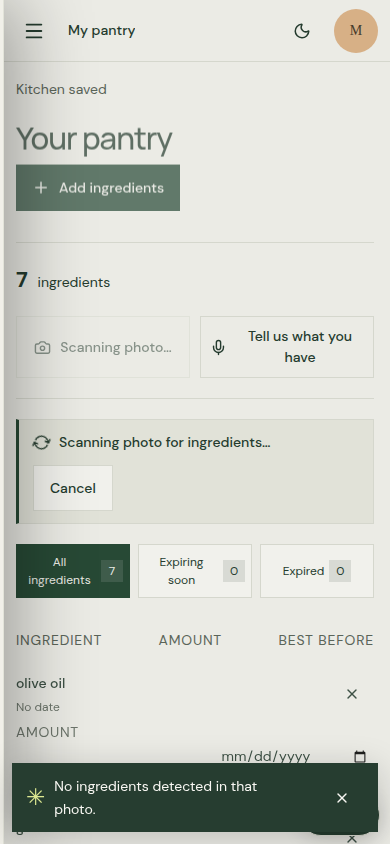 My pantry
M
Kitchen saved
Your pantry
Add ingredients
7 ingredients
Scanning photo...
Tell us what you
have
Scanning photo for ingredients...
Cancel
All
ingredients
7
Expiring
soon
0
Expired 0
INGREDIENT AMOUNT BEST BEFORE
olive oil
No date
AMOUNT
mm/dd/yyyy
No ingredients detected in that
photo.